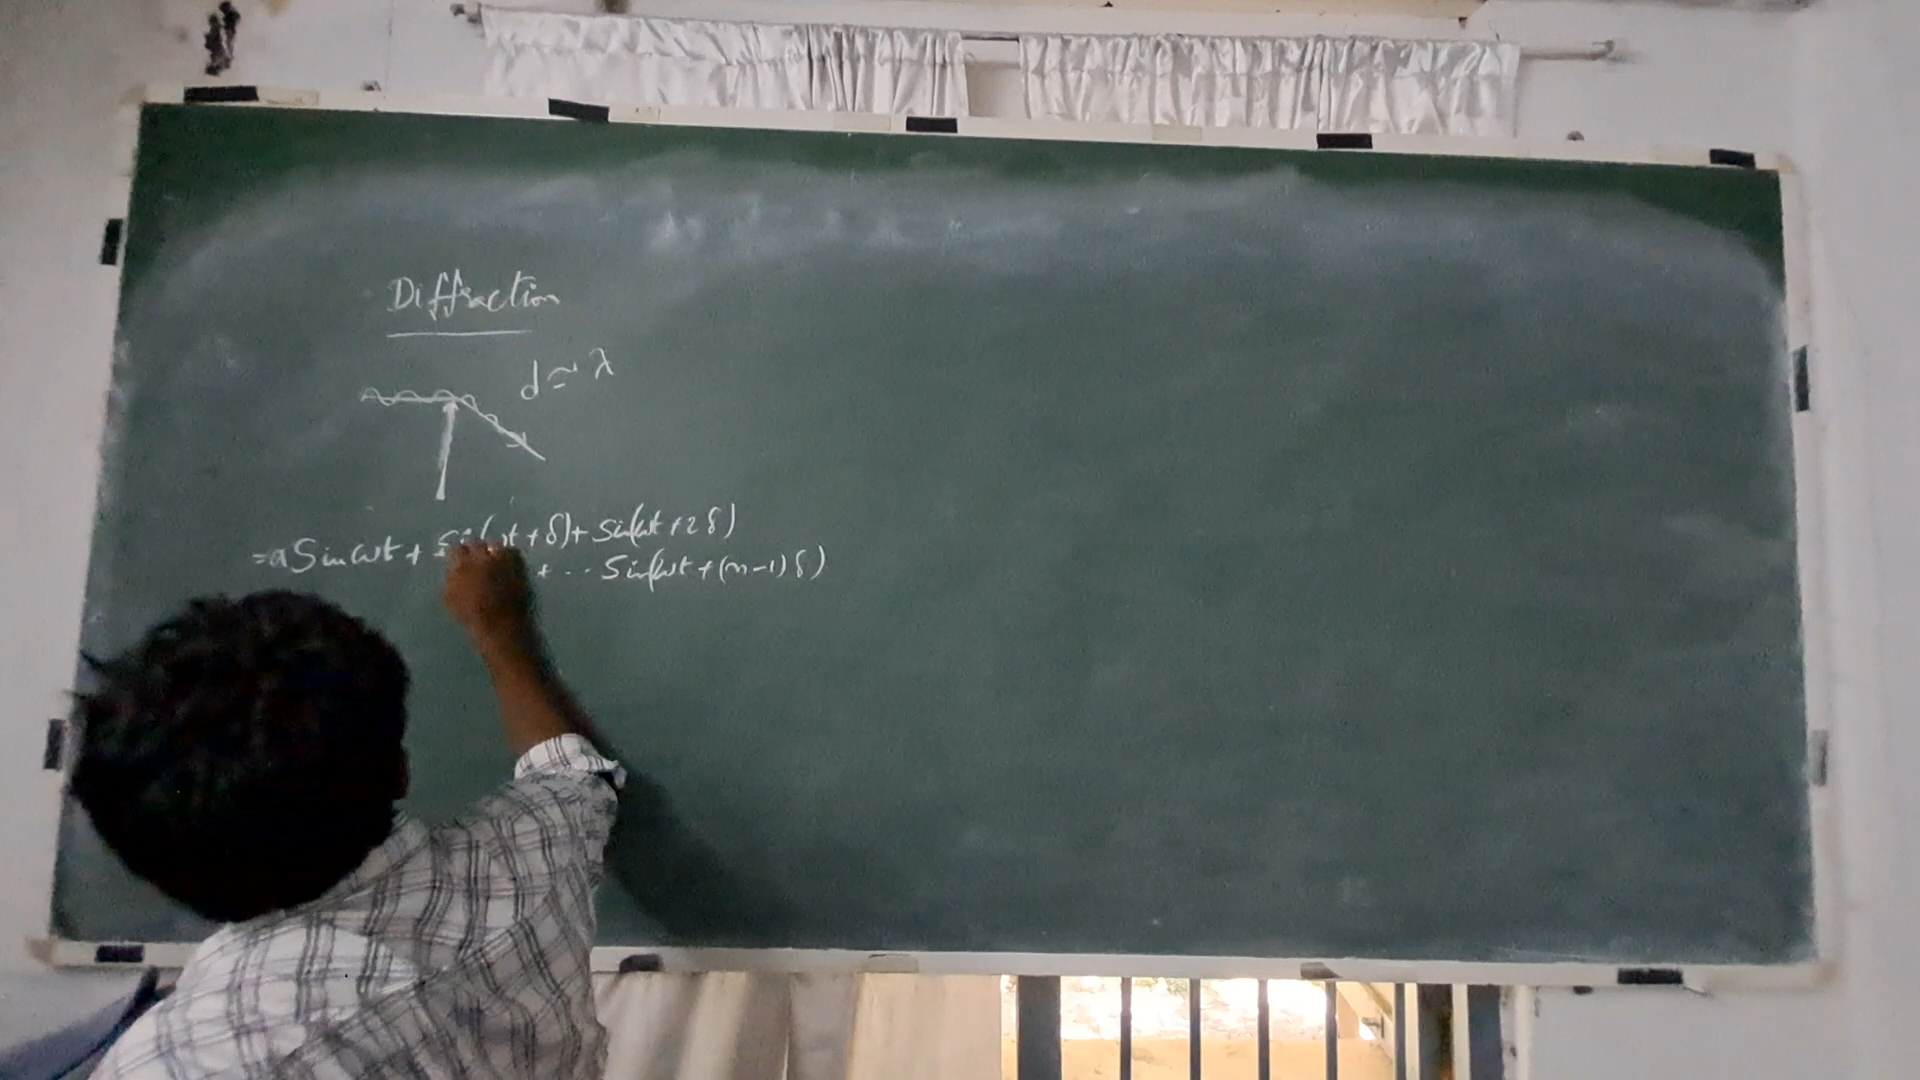 Diffraction
d ≃ λ
= a Sin ωt + Sin(ωt + δ) + Sin(ωt + 2δ)
+ ... Sin(ωt + (n-1)δ)